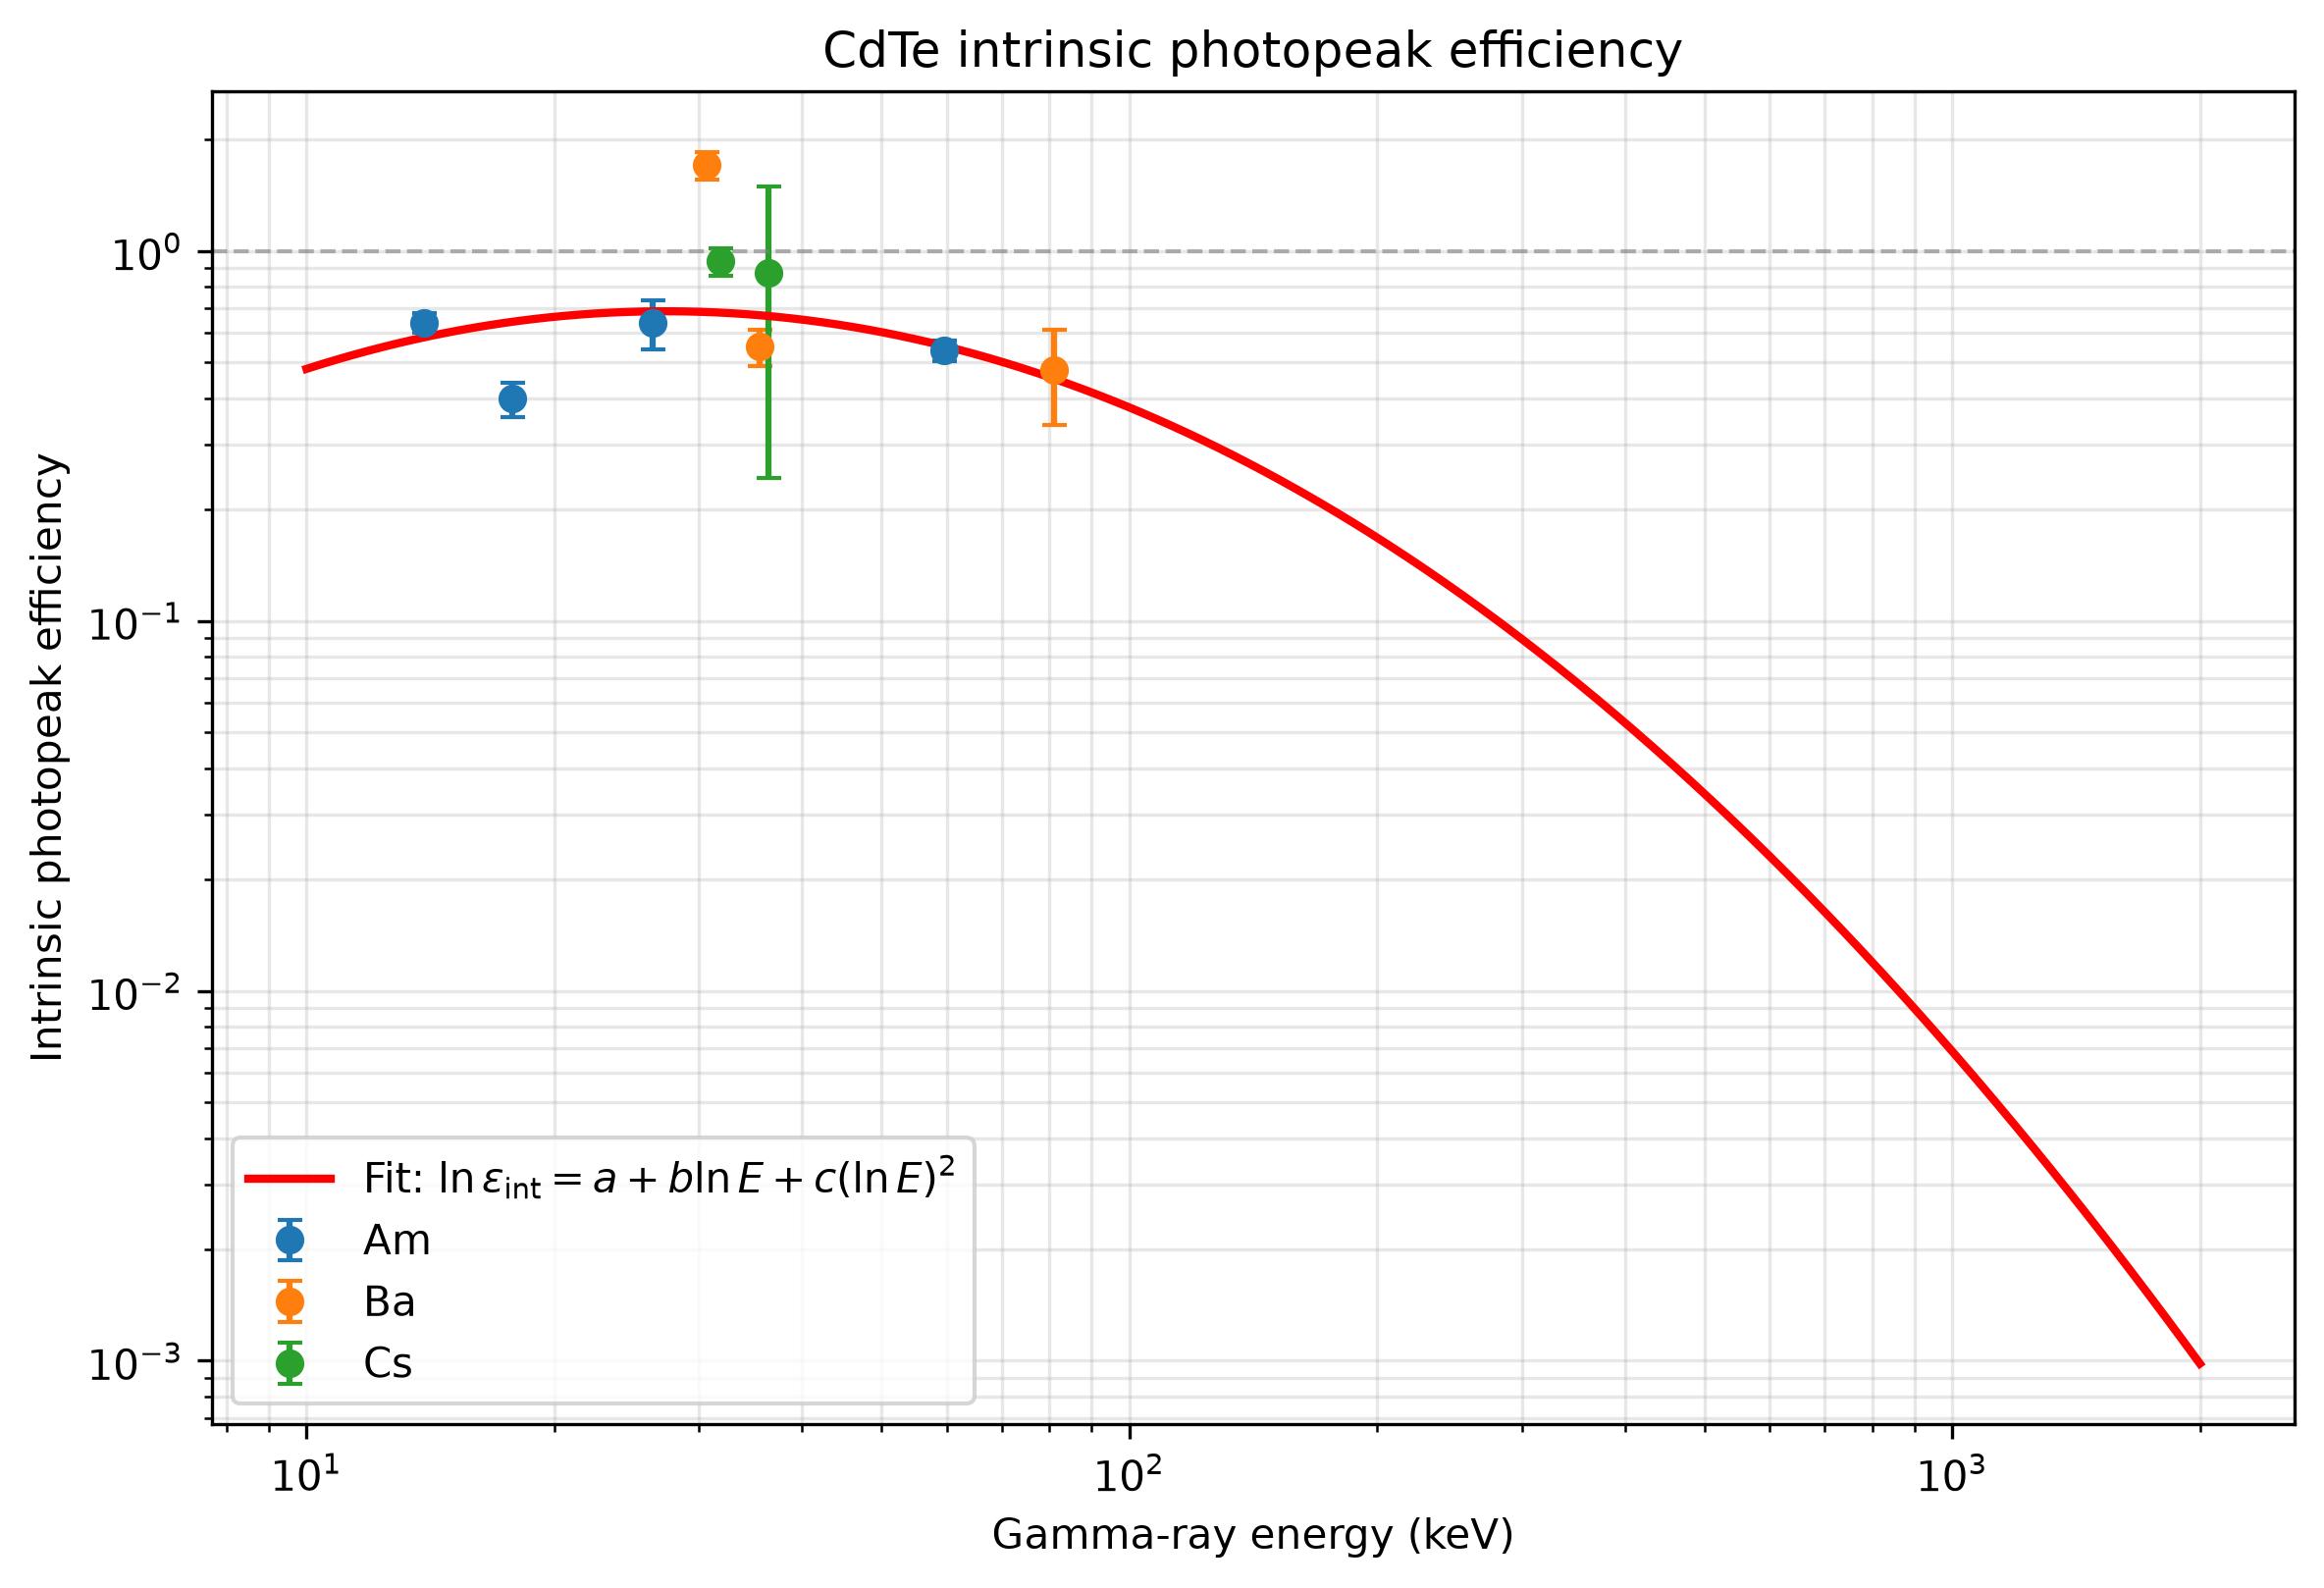 CdTe intrinsic photopeak efficiency
Intrinsic photopeak efficiency
10⁰
10⁻¹
10⁻²
10⁻³
Fit: ln ε_int = a + b ln E + c(ln E)²
Am
Ba
Cs
10¹ 10² 10³
Gamma-ray energy (keV)